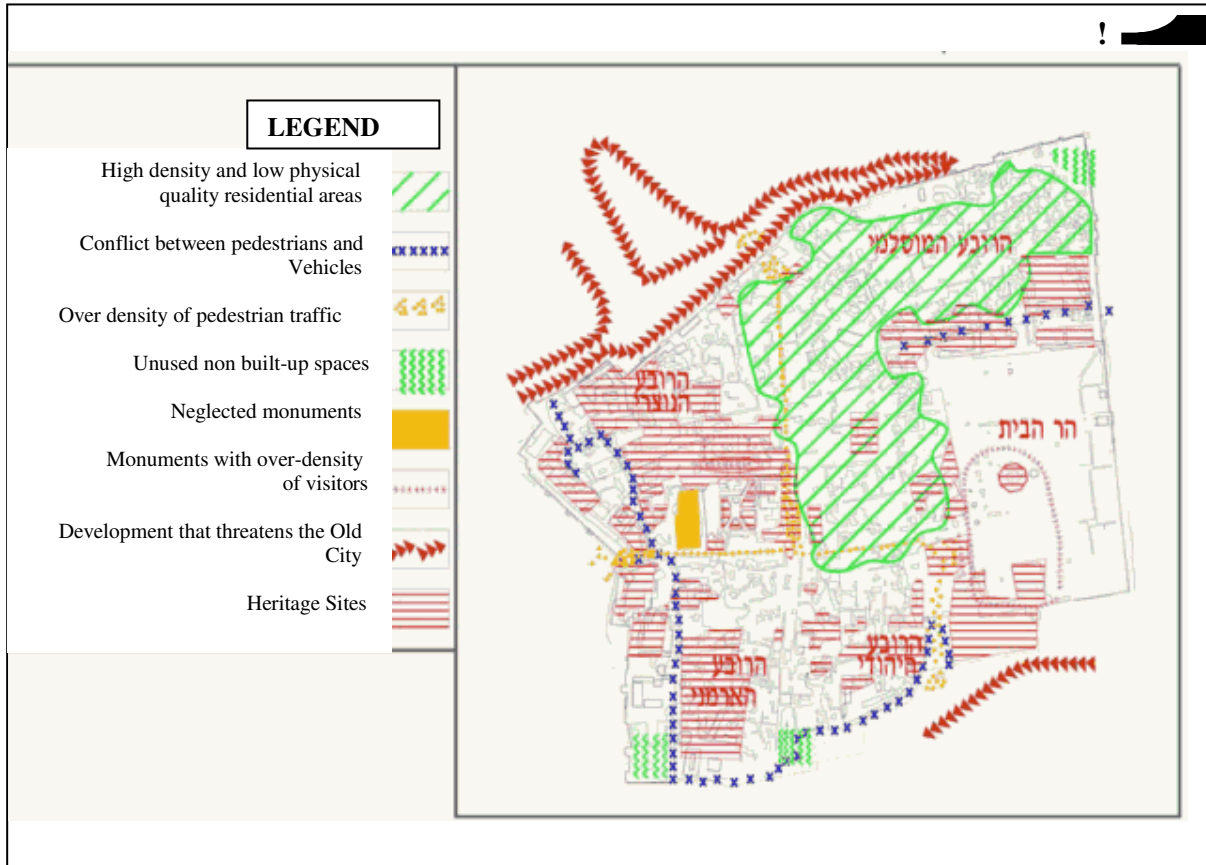 !
LEGEND
High density and low physical
quality residential areas
Conflict between pedestrians and
Vehicles
Over density of pedestrian traffic
Unused non built-up spaces
Neglected monuments
Monuments with over-density
of visitors
Development that threatens the Old
City
Heritage Sites
הרובע המוסלמי
הרובע
הנוצרי
הר הבית
הרובע
היהודי
הרובע
הארמני